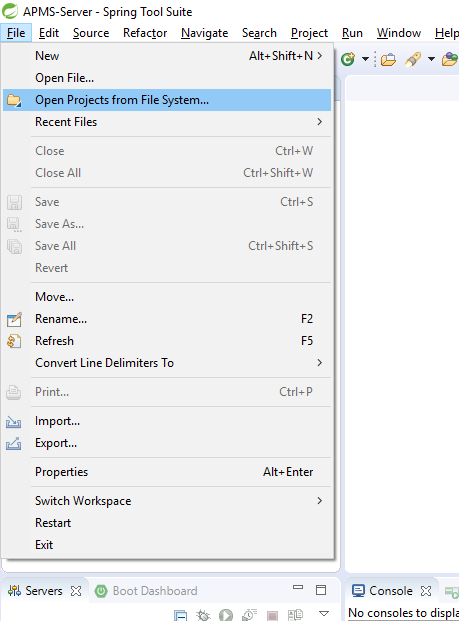 APMS-Server - Spring Tool Suite
File Edit Source Refactor Navigate Search Project Run Window Help
New Alt+Shift+N
Open File...
Open Projects from File System...
Recent Files
Close Ctrl+W
Close All Ctrl+Shift+W
Save Ctrl+S
Save As...
Save All Ctrl+Shift+S
Revert
Move...
Rename... F2
Refresh F5
Convert Line Delimiters To
Print... Ctrl+P
Import...
Export...
Properties Alt+Enter
Switch Workspace
Restart
Exit
Servers Boot Dashboard Console
No consoles to displa